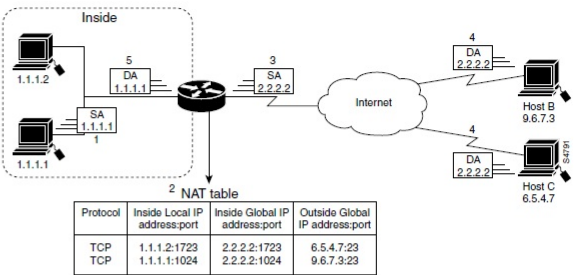 Inside
1.1.1.2
5
DA
1.1.1.1
3
SA
2.2.2.2
4
DA
2.2.2.2
Internet
Host B
9.6.7.3
SA
1.1.1.1
1
1.1.1.1
4
DA
2.2.2.2
Host C
6.5.4.7
S4791
2
NAT table
Protocol Inside Local IP address:port Inside Global IP address:port Outside Global IP address:port
TCP 1.1.1.2:1723 2.2.2.2:1723 6.5.4.7:23
TCP 1.1.1.1:1024 2.2.2.2:1024 9.6.7.3:23